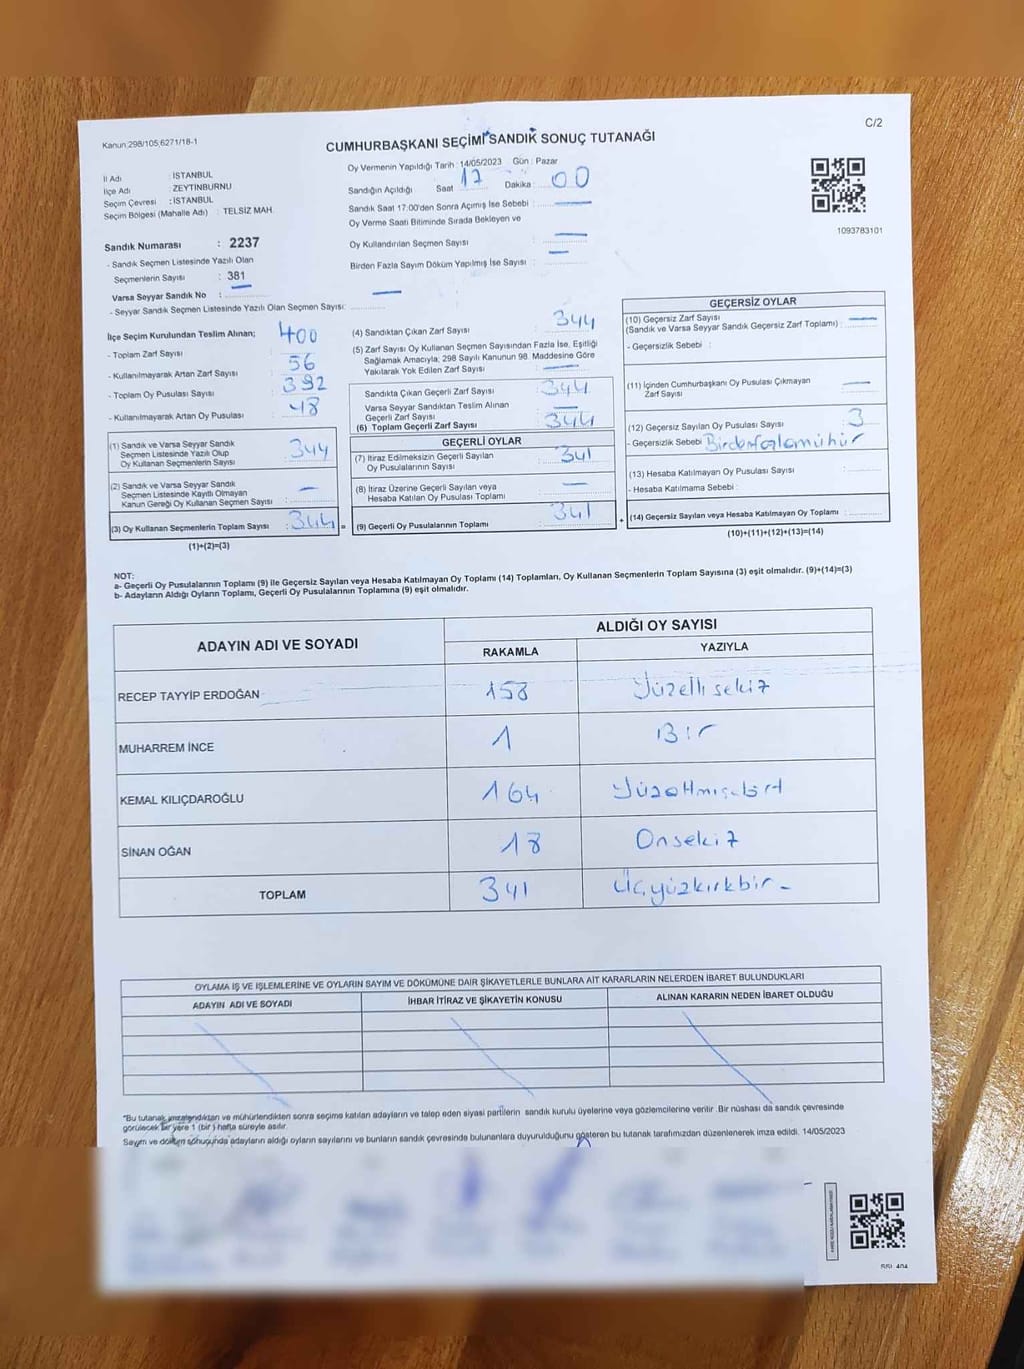 Kanun:298/105,6271/18-1
C/2
CUMHURBAŞKANI SEÇİMİ SANDIK SONUÇ TUTANAĞI
İl Adı : İSTANBUL
İlçe Adı : ZEYTİNBURNU
Seçim Çevresi : İSTANBUL
Seçim Bölgesi (Mahalle Adı) : TELSİZ MAH.
Oy Vermenin Yapıldığı Tarih : 14/05/2023 Gün : Pazar
Sandığın Açıldığı Saat 17 Dakika : 00
Sandık Saat 17:00'den Sonra Açımış İse Sebebi : —
Oy Verme Saati Bitiminde Sırada Bekleyen ve
Oy Kullandırılan Seçmen Sayısı : —
Birden Fazla Sayım Döküm Yapılmış İse Sayısı : —
1093783101
Sandık Numarası : 2237
- Sandık Seçmen Listesinde Yazılı Olan
Seçmenlerin Sayısı : 381
Varsa Seyyar Sandık No : —
- Seyyar Sandık Seçmen Listesinde Yazılı Olan Seçmen Sayısı: —
İlçe Seçim Kurulundan Teslim Alınan;
- Toplam Zarf Sayısı 400
- Kullanılmayarak Artan Zarf Sayısı 56
- Toplam Oy Pusulası Sayısı 392
- Kullanılmayarak Artan Oy Pusulası 48
(1) Sandık ve Varsa Seyyar Sandık
Seçmen Listesinde Yazılı Olup
Oy Kullanan Seçmenlerin Sayısı 344
(2) Sandık ve Varsa Seyyar Sandık
Seçmen Listesinde Kayıtlı Olmayan
Kanun Gereği Oy Kullanan Seçmen Sayısı : —
(3) Oy Kullanan Seçmenlerin Toplam Sayısı : 344 =
(1)+(2)=(3)
(4) Sandıktan Çıkan Zarf Sayısı : 344
(5) Zarf Sayısı Oy Kullanan Seçmen Sayısından Fazla İse, Eşitliği
Sağlamak Amacıyla, 298 Sayılı Kanunun 98. Maddesine Göre
Yakılarak Yok Edilen Zarf Sayısı : —
Sandıkta Çıkan Geçerli Zarf Sayısı 344
Varsa Seyyar Sandıktan Teslim Alınan
Geçerli Zarf Sayısı —
(6) Toplam Geçerli Zarf Sayısı : 344
GEÇERLİ OYLAR
(7) İtiraz Edilmeksizin Geçerli Sayılan
Oy Pusulalarının Sayısı : 341
(8) İtiraz Üzerine Geçerli Sayılan veya
Hesaba Katılan Oy Pusulası Toplamı : —
(9) Geçerli Oy Pusulalarının Toplamı : 341 +
GEÇERSİZ OYLAR
(10) Geçersiz Zarf Sayısı
(Sandık ve Varsa Seyyar Sandık Geçersiz Zarf Toplamı) : —
- Geçersizlik Sebebi :
(11) İçinden Cumhurbaşkanı Oy Pusulası Çıkmayan
Zarf Sayısı —
(12) Geçersiz Sayılan Oy Pusulası Sayısı : 3
- Geçersizlik Sebebi : Birdenfazlamühür
(13) Hesaba Katılmayan Oy Pusulası Sayısı :
- Hesaba Katılmama Sebebi :
(14) Geçersiz Sayılan veya Hesaba Katılmayan Oy Toplamı :
(10)+(11)+(12)+(13)=(14)
NOT:
a- Geçerli Oy Pusulalarının Toplamı (9) ile Geçersiz Sayılan veya Hesaba Katılmayan Oy Toplamı (14) Toplamları, Oy Kullanan Seçmenlerin Toplam Sayısına (3) eşit olmalıdır. (9)+(14)=(3)
b- Adayların Aldığı Oyların Toplamı, Geçerli Oy Pusulalarının Toplamına (9) eşit olmalıdır.
ADAYIN ADI VE SOYADI
ALDIĞI OY SAYISI
RAKAMLA YAZIYLA
RECEP TAYYİP ERDOĞAN 158 Yüzellisekiz
MUHARREM İNCE 1 Bir
KEMAL KILIÇDAROĞLU 164 Yüzatmışdört
SİNAN OĞAN 18 Onsekiz
TOPLAM 341 Üçyüzkırkbir -
OYLAMA İŞ VE İŞLEMLERİNE VE OYLARIN SAYIM VE DÖKÜMÜNE DAİR ŞİKAYETLERLE BUNLARA AİT KARARLARIN NELERDEN İBARET BULUNDUKLARI
ADAYIN ADI VE SOYADI İHBAR İTİRAZ VE ŞİKAYETİN KONUSU ALINAN KARARIN NEDEN İBARET OLDUĞU
*Bu tutanak imzalandıktan ve mühürlendikten sonra seçime katılan adayların ve talep eden siyasi partilerin sandık kurulu üyelerine veya gözlemcilerine verilir. Bir nüshası da sandık çevresinde
görülecek bir yere 1 (bir) hafta süreyle asılır.
Sayım ve döküm sonucunda adayların aldığı oyların sayılarını ve bunların sandık çevresinde bulunanlara duyurulduğunu gösteren bu tutanak tarafımızdan düzenlenerek imza edildi. 14/05/2023